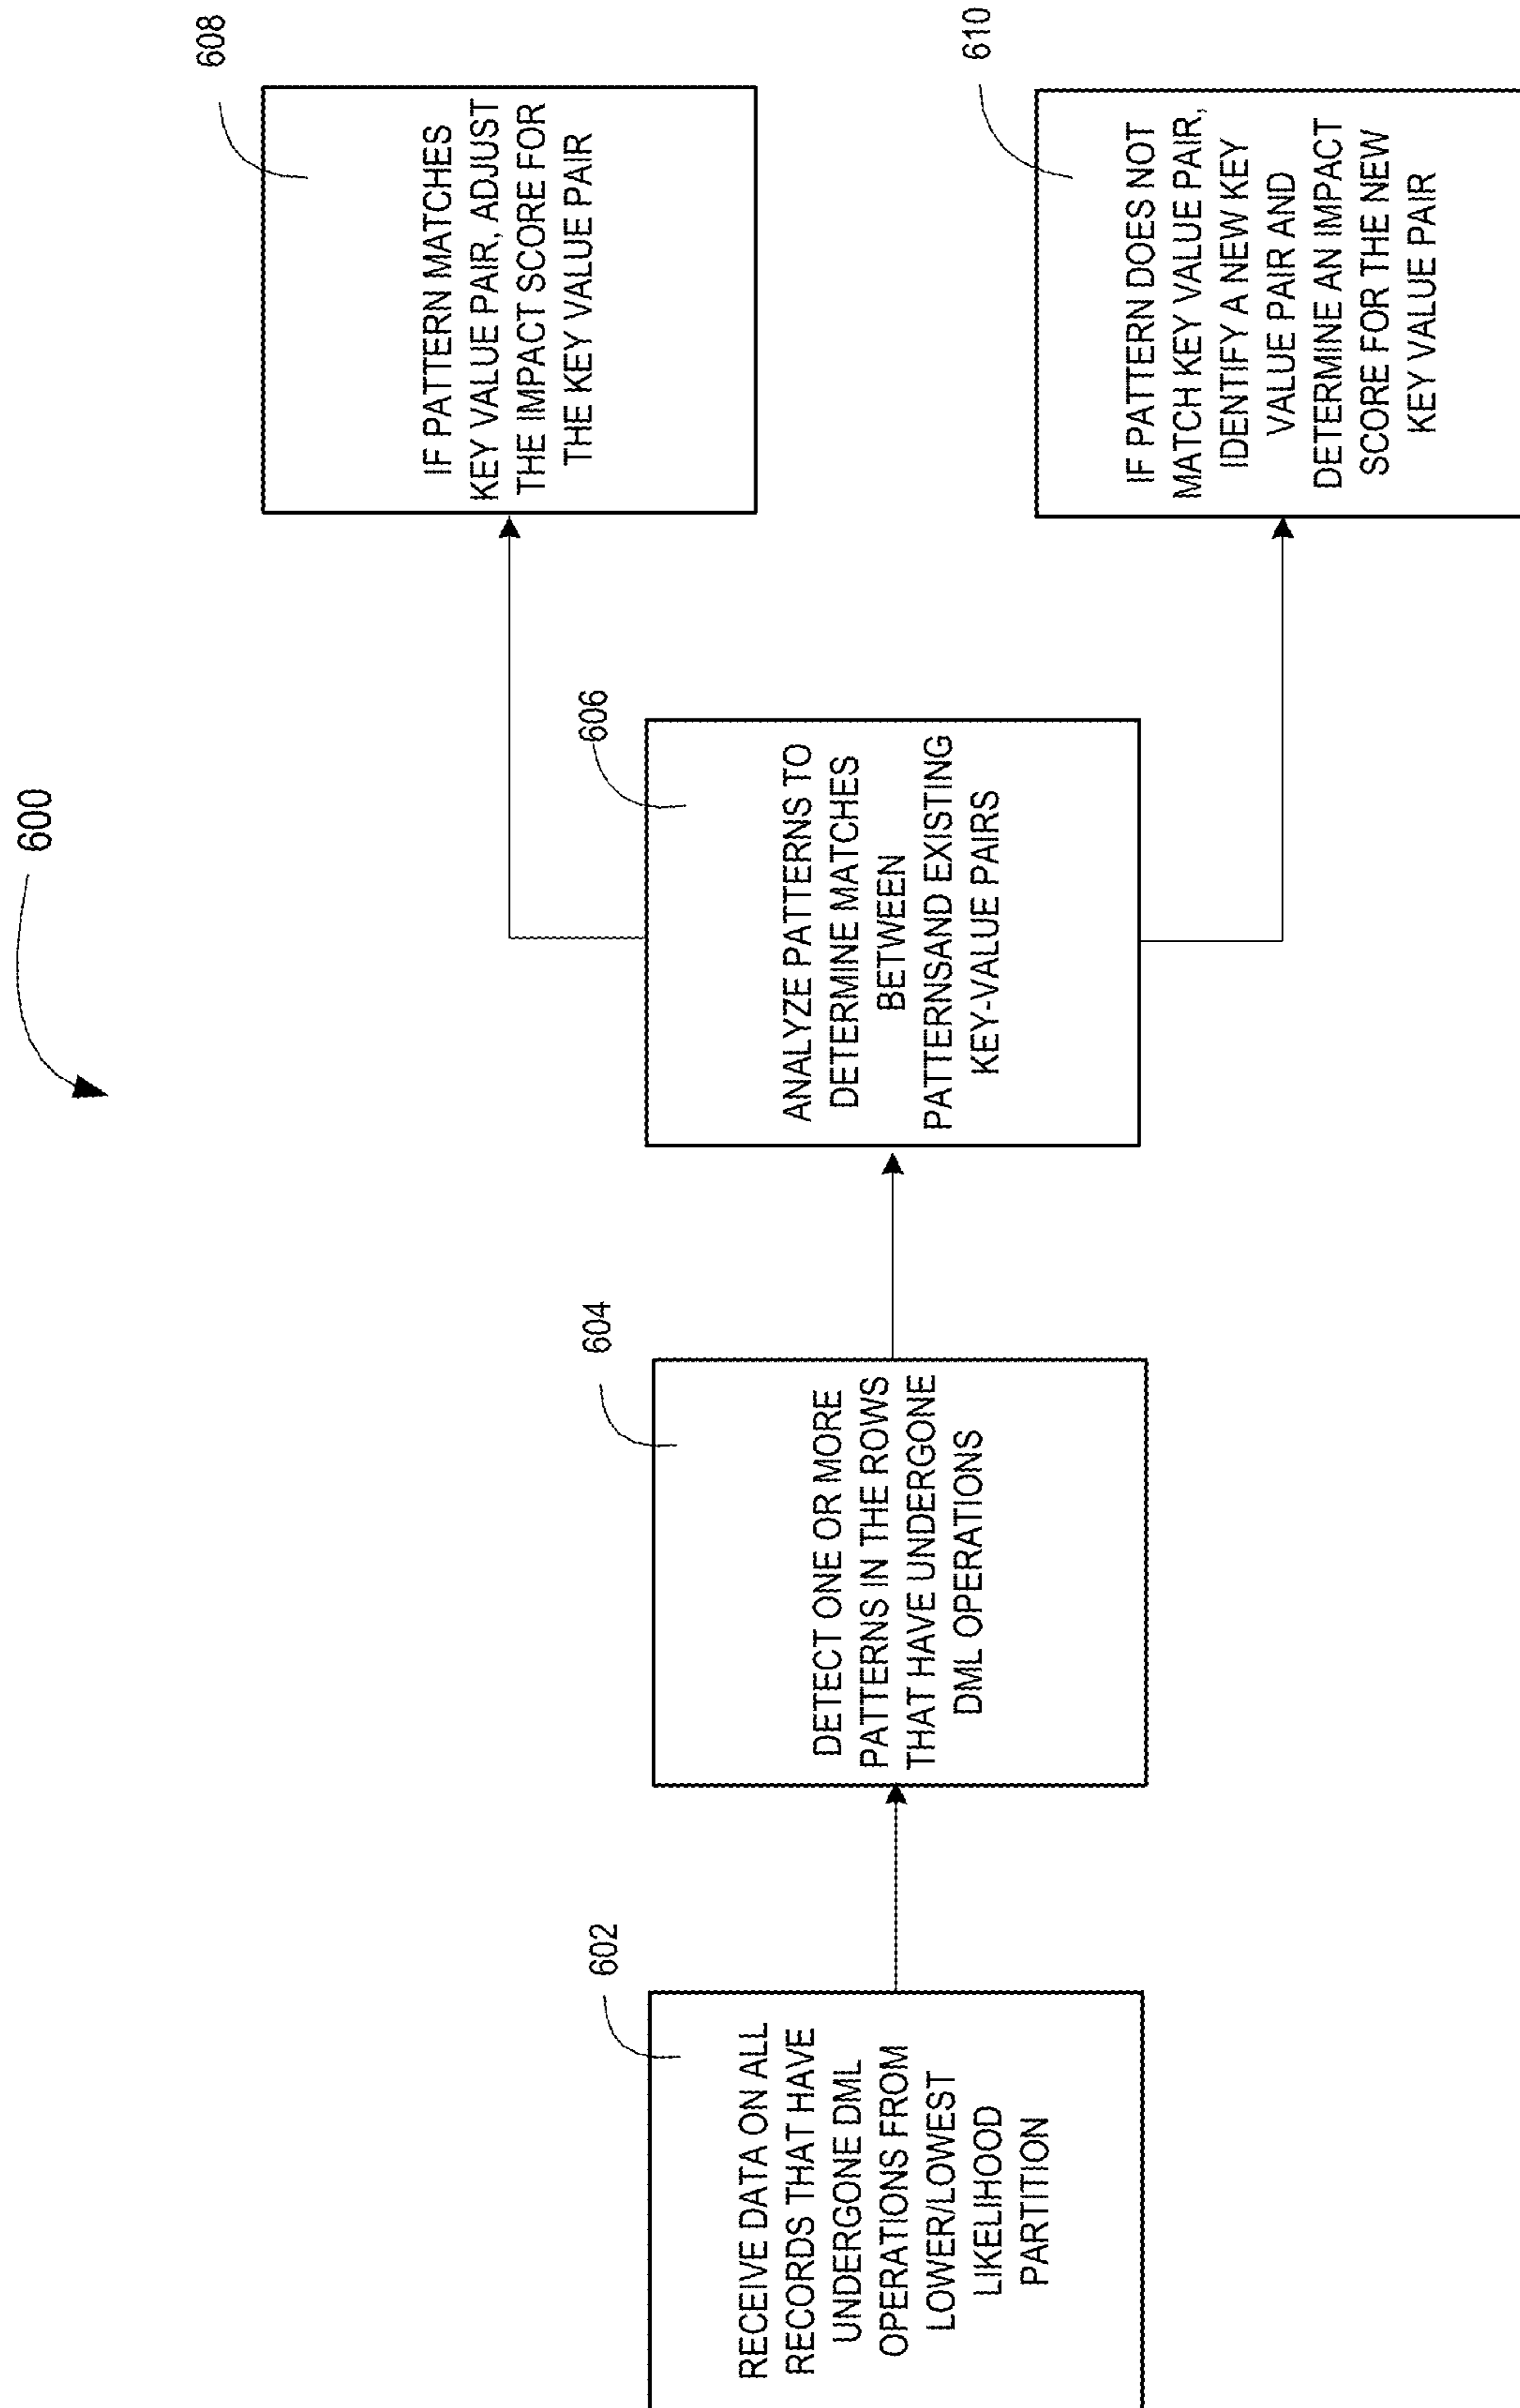 600
602
RECEIVE DATA ON ALL
RECORDS THAT HAVE
UNDERGONE DML
OPERATIONS FROM
LOWER/LOWEST
LIKELIHOOD
PARTITION
604
DETECT ONE OR MORE
PATTERNS IN THE ROWS
THAT HAVE UNDERGONE
DML OPERATIONS
606
ANALYZE PATTERNS TO
DETERMINE MATCHES
BETWEEN
PATTERNSAND EXISTING
KEY-VALUE PAIRS
608
IF PATTERN MATCHES
KEY VALUE PAIR, ADJUST
THE IMPACT SCORE FOR
THE KEY VALUE PAIR
610
IF PATTERN DOES NOT
MATCH KEY VALUE PAIR,
IDENTIFY A NEW KEY
VALUE PAIR AND
DETERMINE AN IMPACT
SCORE FOR THE NEW
KEY VALUE PAIR